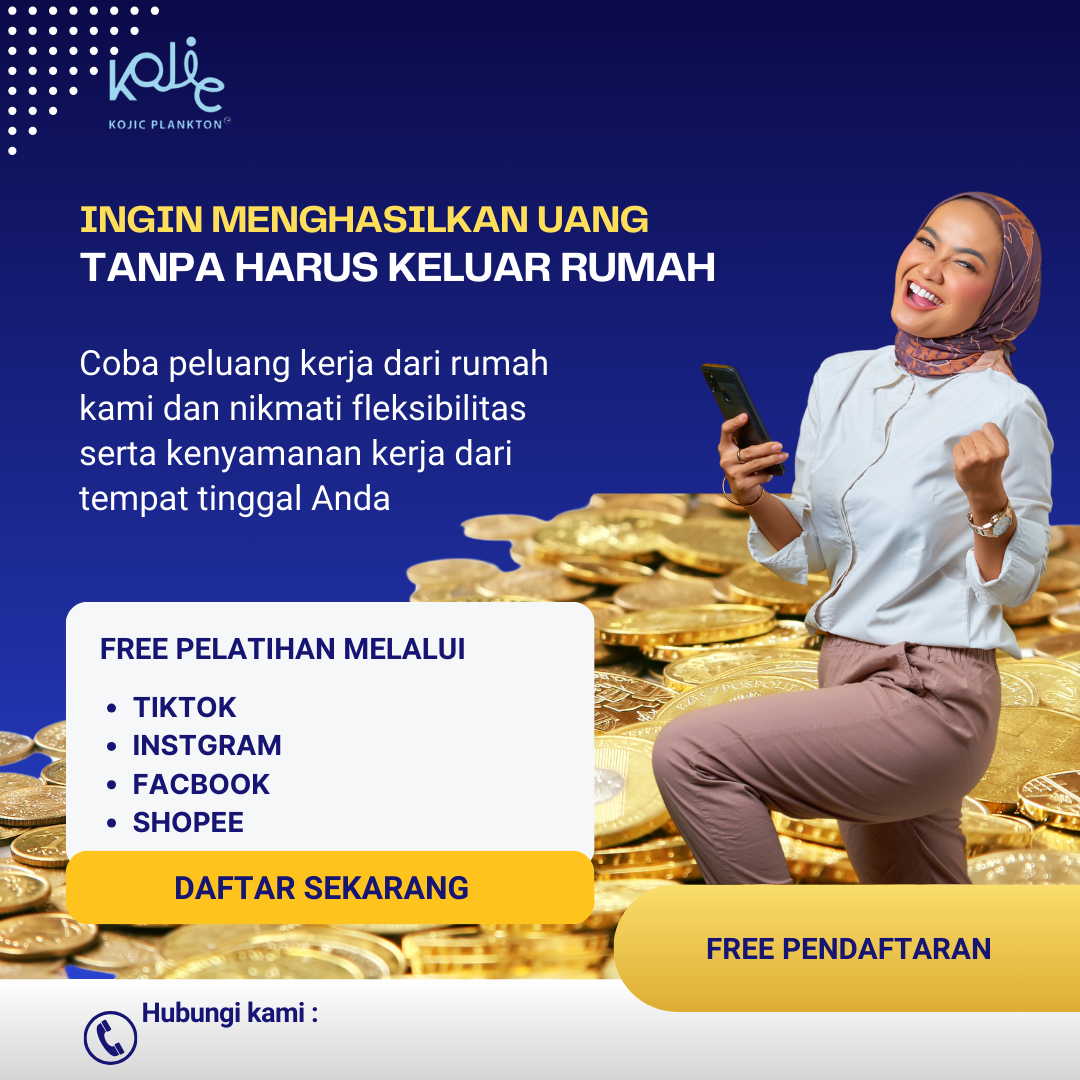 Kojic
KOJIC PLANKTON
INGIN MENGHASILKAN UANG
TANPA HARUS KELUAR RUMAH
Coba peluang kerja dari rumah
kami dan nikmati fleksibilitas
serta kenyamanan kerja dari
tempat tinggal Anda
FREE PELATIHAN MELALUI
• TIKTOK
• INSTGRAM
• FACBOOK
• SHOPEE
DAFTAR SEKARANG
FREE PENDAFTARAN
Hubungi kami :